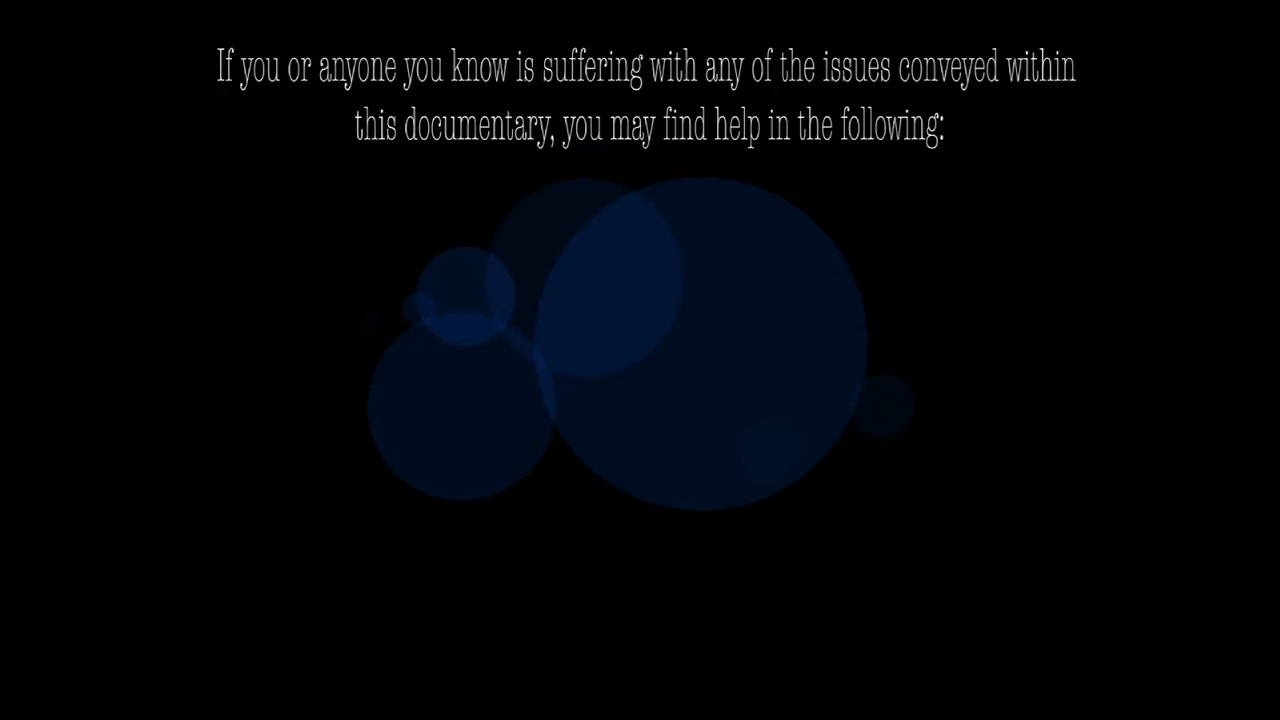 If you or anyone you know is suffering with any of the issues conveyed within
this documentary, you may find help in the following: